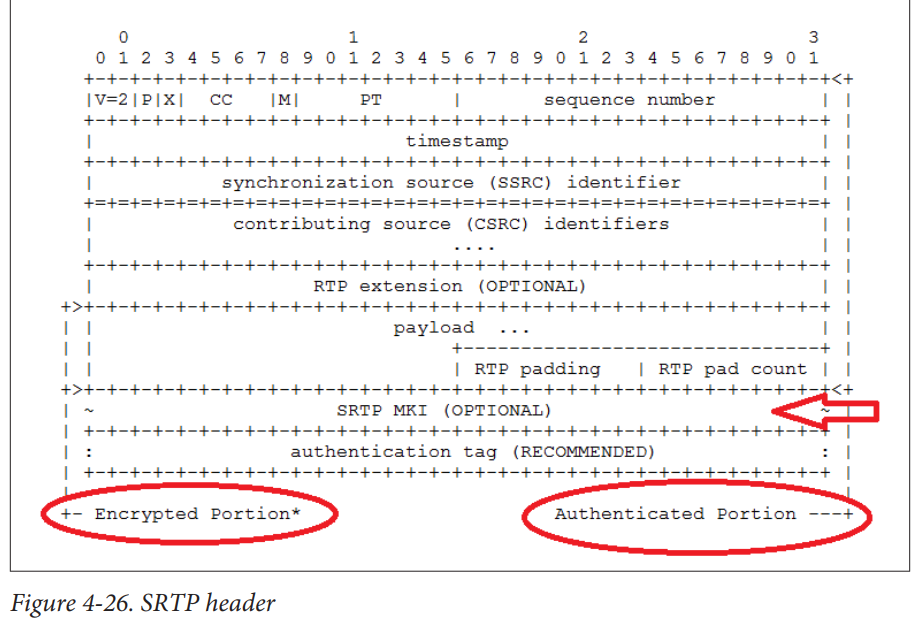 0 1 2 3
0 1 2 3 4 5 6 7 8 9 0 1 2 3 4 5 6 7 8 9 0 1 2 3 4 5 6 7 8 9 0 1
+-+-+-+-+-+-+-+-+-+-+-+-+-+-+-+-+-+-+-+-+-+-+-+-+-+-+-+-+-+-+-+-+<+
|V=2|P|X| CC |M| PT | sequence number | |
+-+-+-+-+-+-+-+-+-+-+-+-+-+-+-+-+-+-+-+-+-+-+-+-+-+-+-+-+-+-+-+-+ |
| timestamp | |
+-+-+-+-+-+-+-+-+-+-+-+-+-+-+-+-+-+-+-+-+-+-+-+-+-+-+-+-+-+-+-+-+ |
| synchronization source (SSRC) identifier | |
+=+=+=+=+=+=+=+=+=+=+=+=+=+=+=+=+=+=+=+=+=+=+=+=+=+=+=+=+=+=+=+=+ |
| contributing source (CSRC) identifiers | |
| .... | |
+-+-+-+-+-+-+-+-+-+-+-+-+-+-+-+-+-+-+-+-+-+-+-+-+-+-+-+-+-+-+-+-+ |
| RTP extension (OPTIONAL) | |
+>+-+-+-+-+-+-+-+-+-+-+-+-+-+-+-+-+-+-+-+-+-+-+-+-+-+-+-+-+-+-+-+-+ |
| | payload ... | |
| | +-------------------------------+ |
| | | RTP padding | RTP pad count | |
+>+-+-+-+-+-+-+-+-+-+-+-+-+-+-+-+-+-+-+-+-+-+-+-+-+-+-+-+-+-+-+-+-+<+
| ~ SRTP MKI (OPTIONAL) ~ |
| +-+-+-+-+-+-+-+-+-+-+-+-+-+-+-+-+-+-+-+-+-+-+-+-+-+-+-+-+-+-+-+-+ |
| : authentication tag (RECOMMENDED) : |
| +-+-+-+-+-+-+-+-+-+-+-+-+-+-+-+-+-+-+-+-+-+-+-+-+-+-+-+-+-+-+-+-+ |
| |
+- Encrypted Portion* Authenticated Portion ---+
Figure 4-26. SRTP header